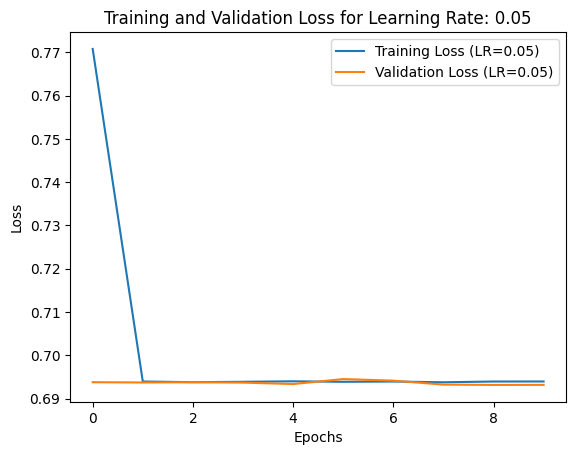 Training and Validation Loss for Learning Rate: 0.05
Training Loss (LR=0.05)
Validation Loss (LR=0.05)
0.77
0.76
0.75
0.74
0.73
0.72
0.71
0.70
0.69
Loss
0 2 4 6 8
Epochs